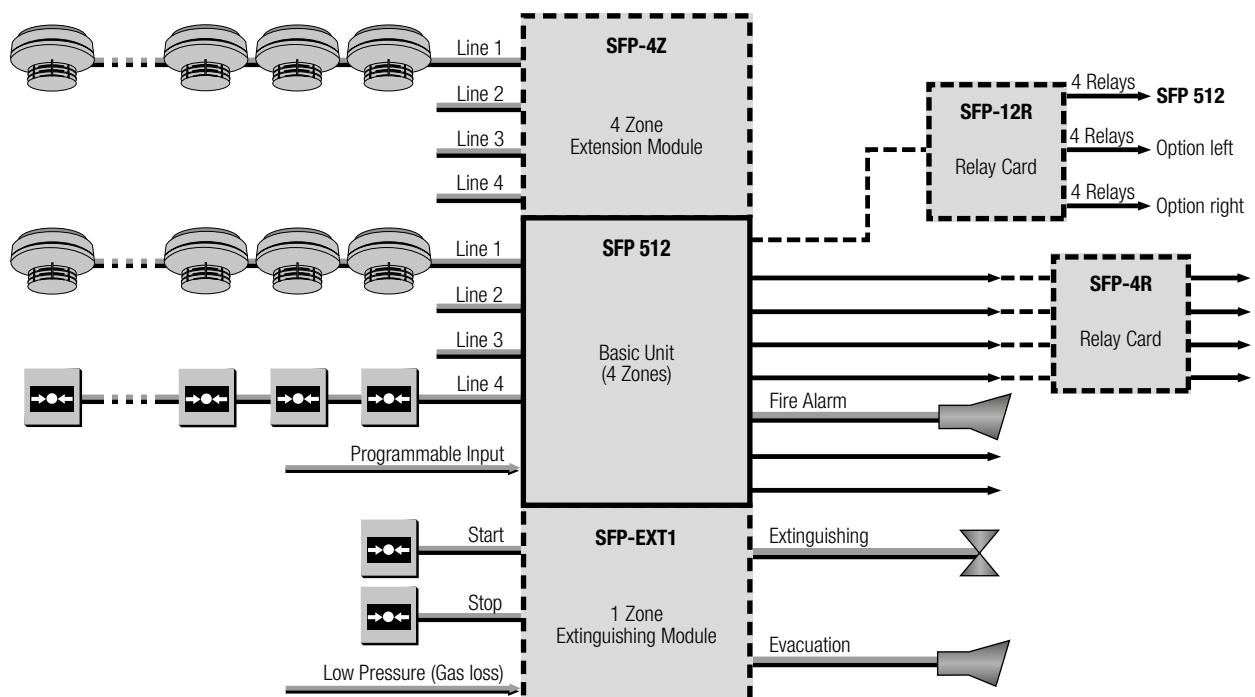 Line 1
Line 2
Line 3
Line 4
SFP-4Z
4 Zone
Extension Module
SFP-12R
Relay Card
4 Relays
SFP 512
4 Relays
Option left
4 Relays
Option right
Line 1
Line 2
Line 3
Line 4
Programmable Input
SFP 512
Basic Unit
(4 Zones)
SFP-4R
Relay Card
Fire Alarm
Start
Stop
Low Pressure (Gas loss)
SFP-EXT1
1 Zone
Extinguishing Module
Extinguishing
Evacuation